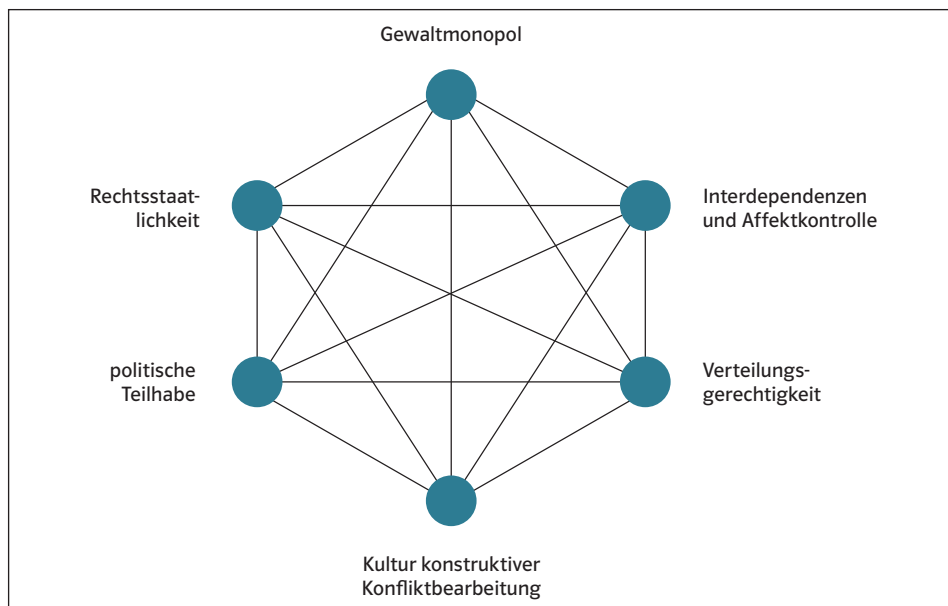 Gewaltmonopol
Rechtsstaat-
lichkeit
Interdependenzen
und Affektkontrolle
politische
Teilhabe
Verteilungs-
gerechtigkeit
Kultur konstruktiver
Konfliktbearbeitung